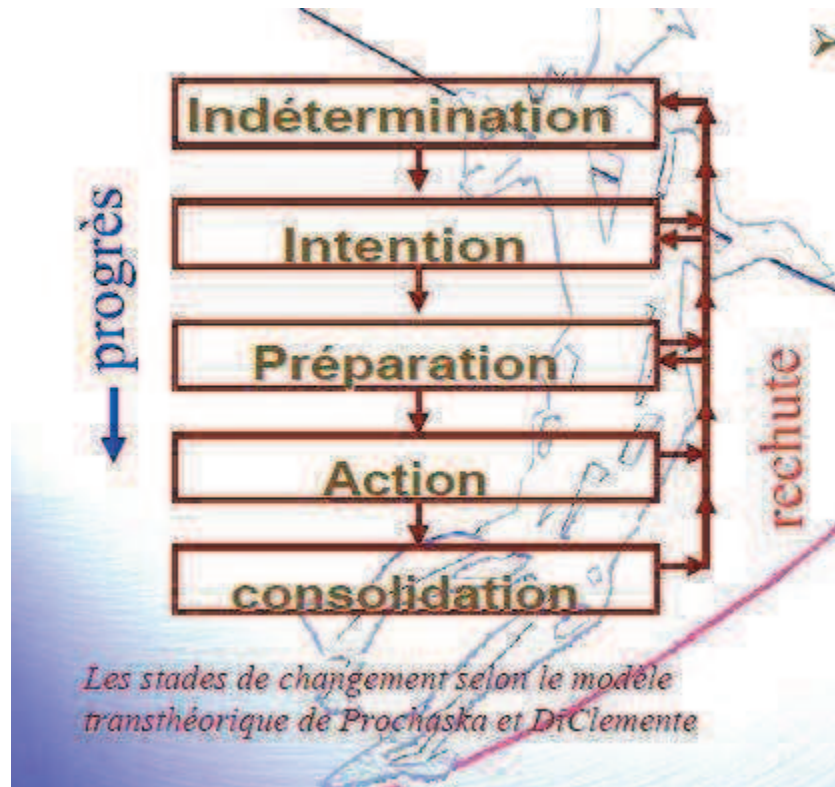 Indétermination
Intention
progrès
Préparation
rechute
Action
consolidation
Les stades de changement selon le modèle
transthéorique de Prochaska et DiClemente